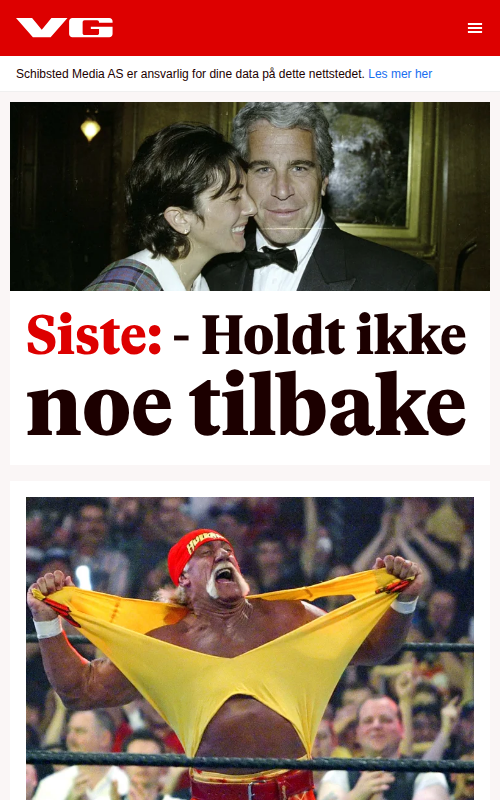 VG
Schibsted Media AS er ansvarlig for dine data på dette nettstedet. Les mer her
Siste: - Holdt ikke
noe tilbake